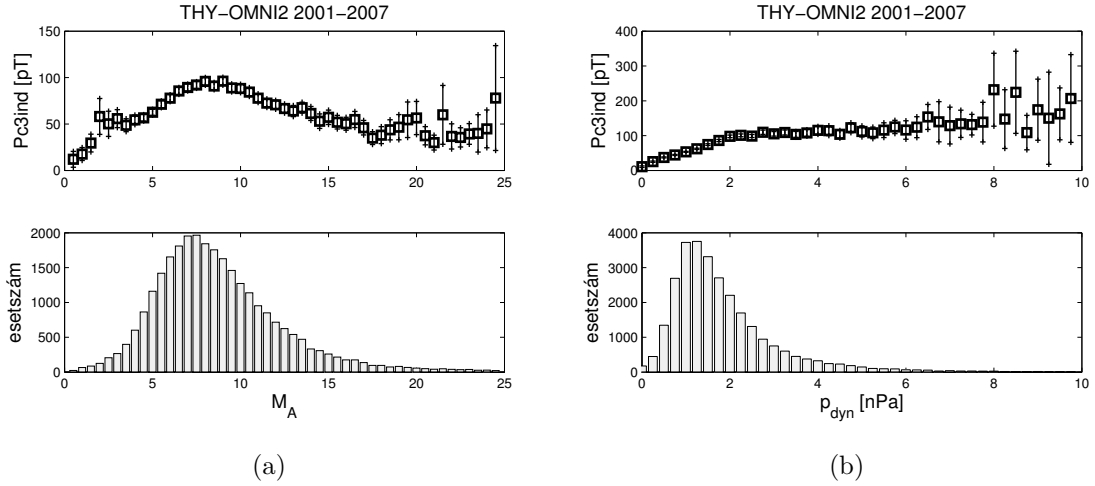 THY−OMNI2 2001−2007
150
100
50
0
Pc3ind [pT]
0 5 10 15 20 25
2000
1500
1000
500
0
esetszám
0 5 10 15 20 25
M_A
(a)
THY−OMNI2 2001−2007
400
300
200
100
0
Pc3ind [pT]
0 2 4 6 8 10
4000
3000
2000
1000
0
esetszám
0 2 4 6 8 10
p_dyn [nPa]
(b)